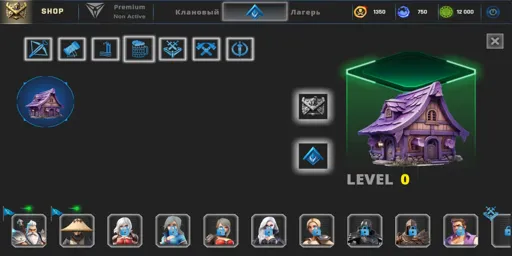 SHOP
Premium
Non Active
Клановый Лагерь
1350
750
12 000
LEVEL 0